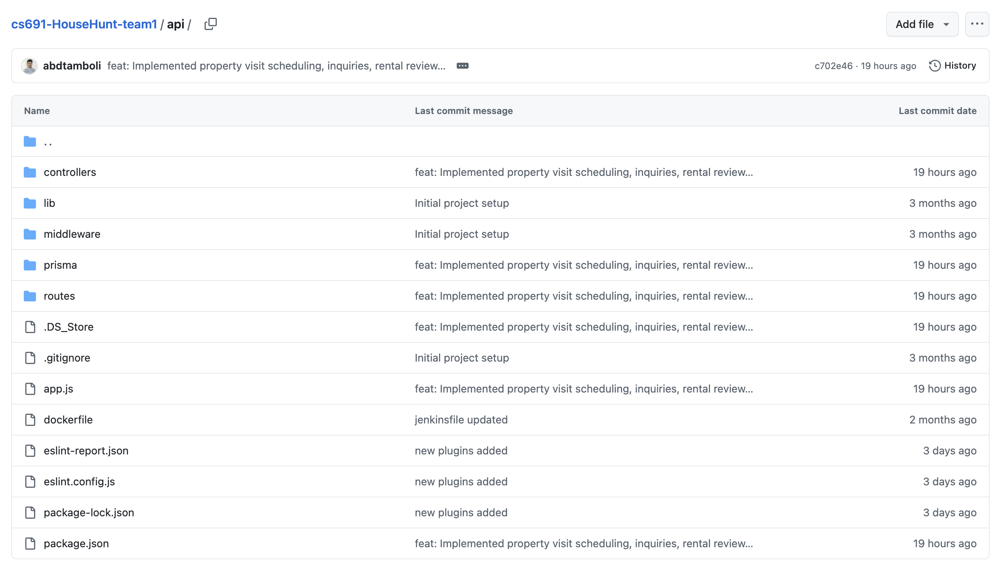 cs691-HouseHunt-team1 / api /
Add file
abdtamboli feat: Implemented property visit scheduling, inquiries, rental review...
c702e46 · 19 hours ago History
Name Last commit message Last commit date
..
controllers feat: Implemented property visit scheduling, inquiries, rental review... 19 hours ago
lib Initial project setup 3 months ago
middleware Initial project setup 3 months ago
prisma feat: Implemented property visit scheduling, inquiries, rental review... 19 hours ago
routes feat: Implemented property visit scheduling, inquiries, rental review... 19 hours ago
.DS_Store feat: Implemented property visit scheduling, inquiries, rental review... 19 hours ago
.gitignore Initial project setup 3 months ago
app.js feat: Implemented property visit scheduling, inquiries, rental review... 19 hours ago
dockerfile jenkinsfile updated 2 months ago
eslint-report.json new plugins added 3 days ago
eslint.config.js new plugins added 3 days ago
package-lock.json new plugins added 3 days ago
package.json feat: Implemented property visit scheduling, inquiries, rental review... 19 hours ago